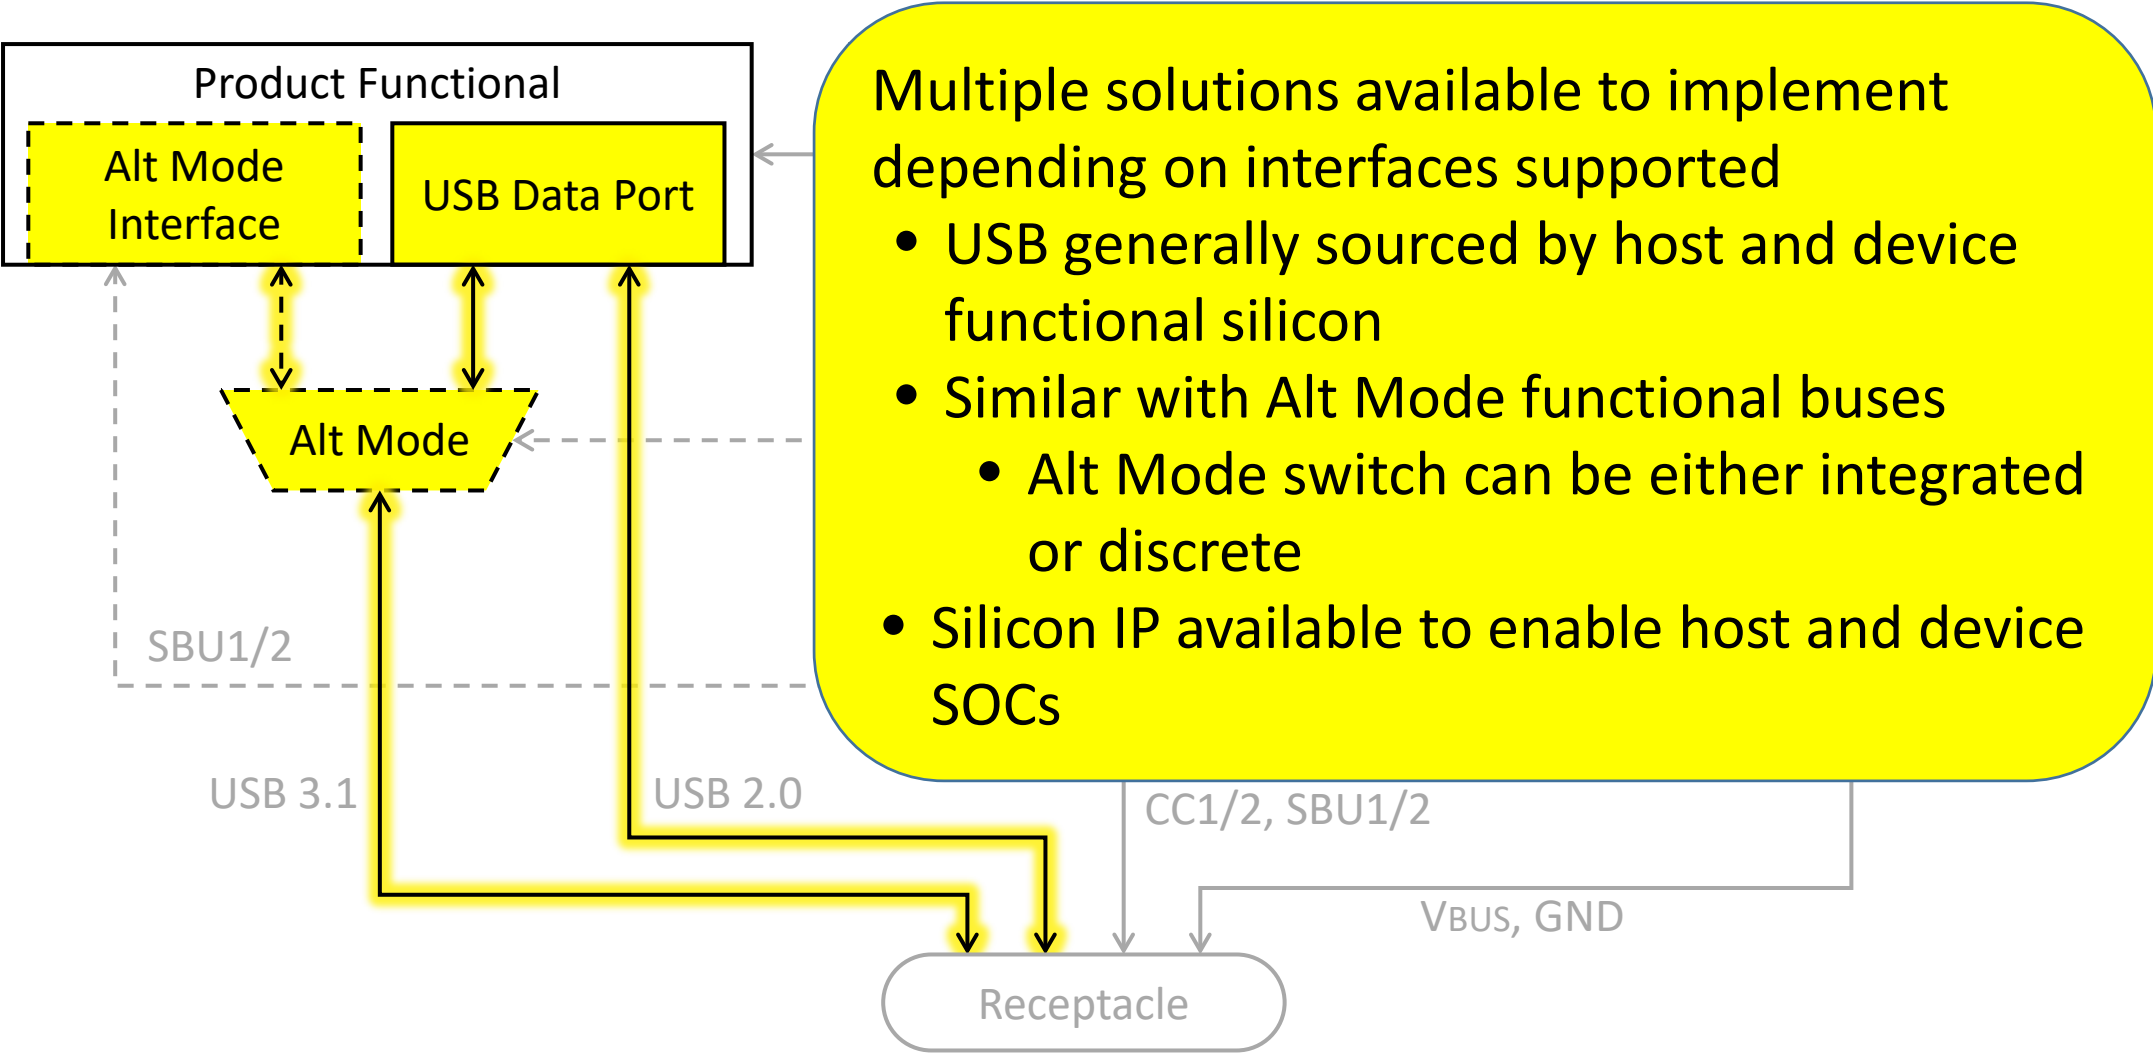 Product Functional
Alt Mode
Interface
USB Data Port
Alt Mode
SBU1/2
USB 3.1
USB 2.0
Multiple solutions available to implement
depending on interfaces supported
• USB generally sourced by host and device
functional silicon
• Similar with Alt Mode functional buses
• Alt Mode switch can be either integrated
or discrete
• Silicon IP available to enable host and device
SOCs
CC1/2, SBU1/2
VBUS, GND
Receptacle